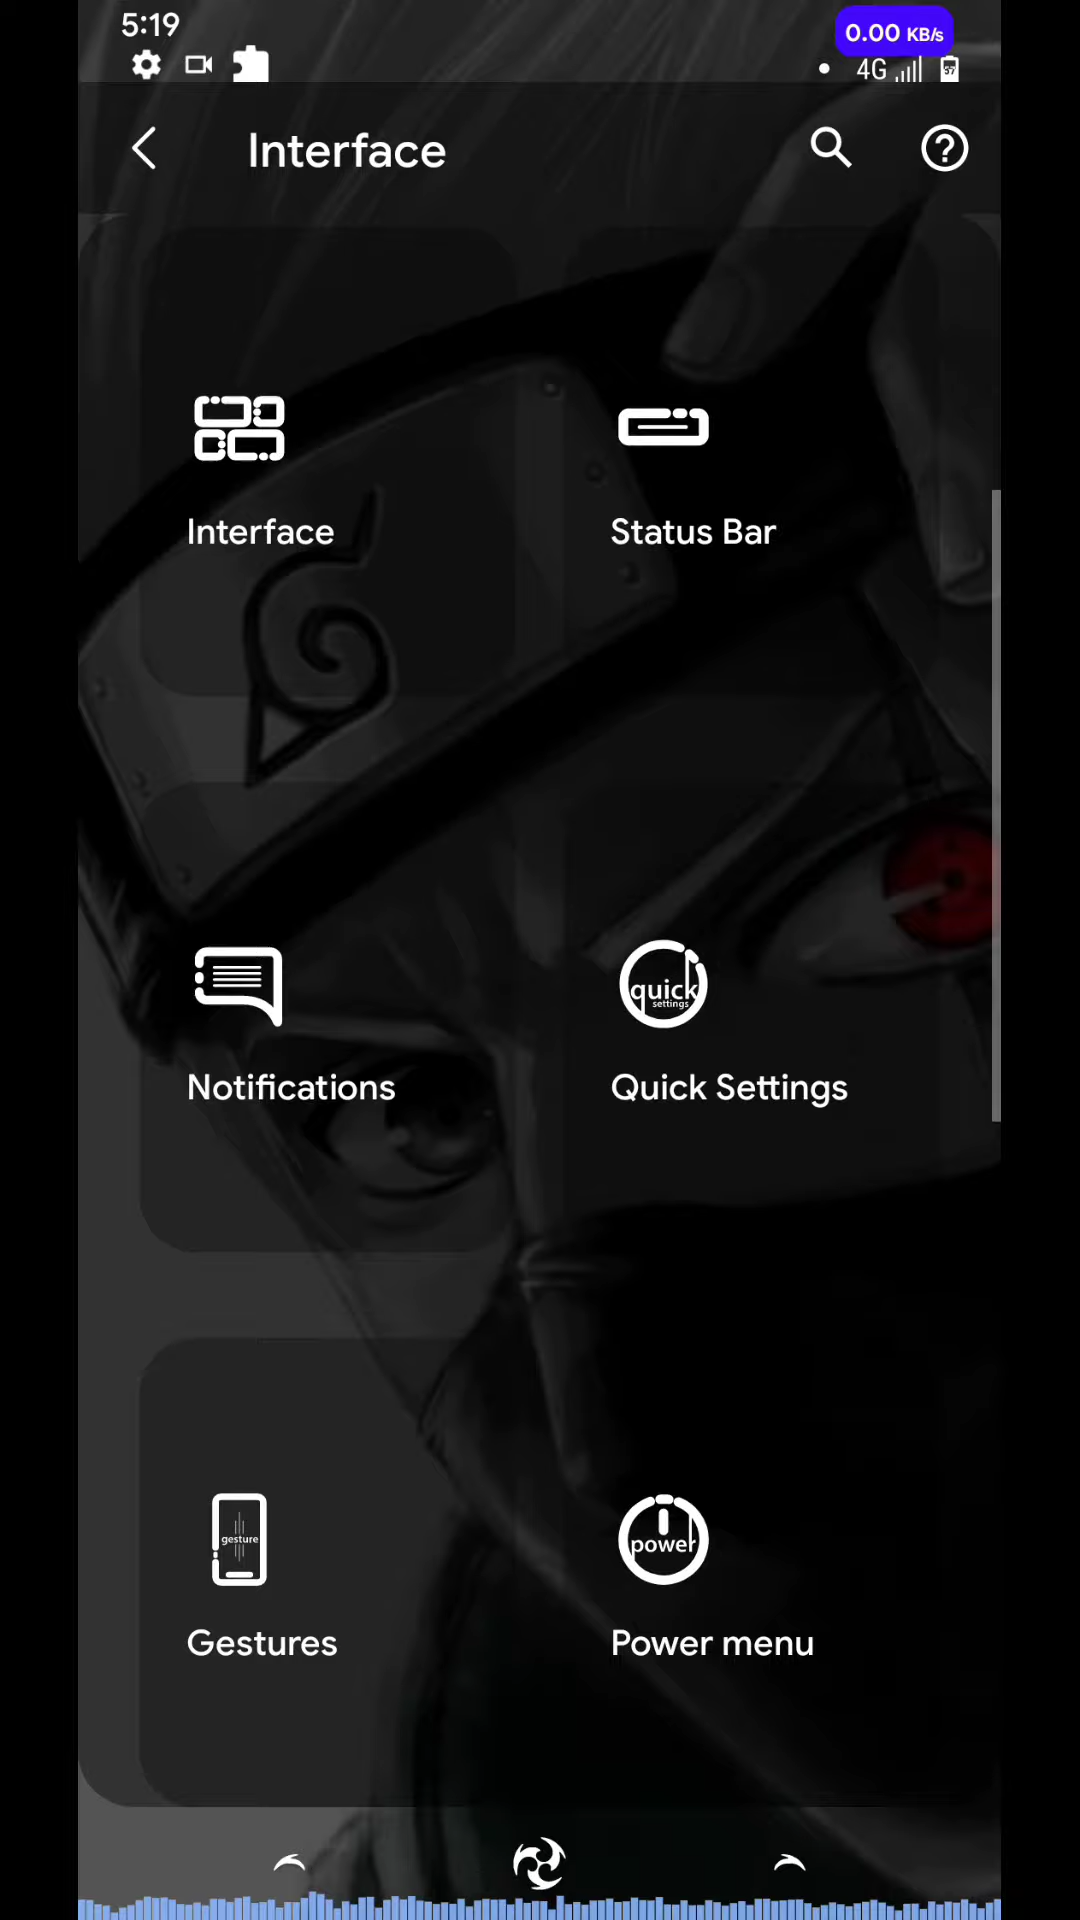 5:19
0.00 KB/s
4G
37
Interface
Interface
Status Bar
quick
settings
Notifications
Quick Settings
gesture
power
Gestures
Power menu